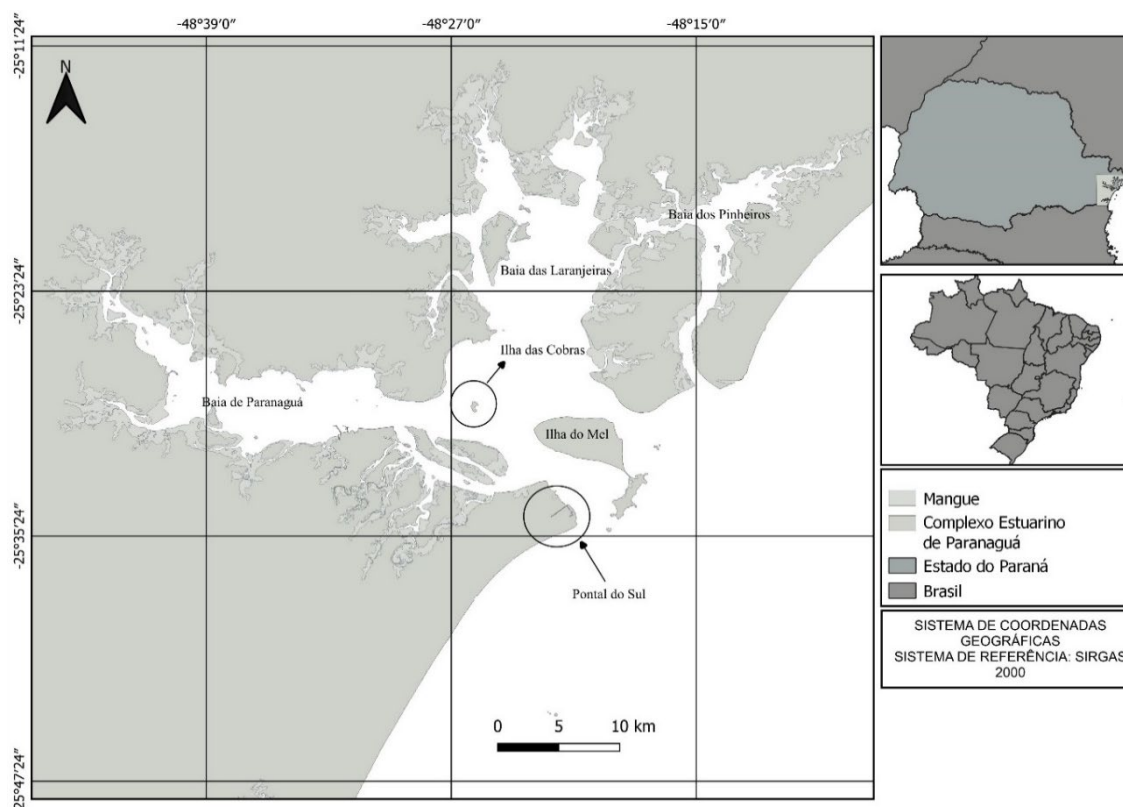 -48°39′0″
-48°27′0″
-48°15′0″
-25°11′24″
N
Baia dos Pinheiros
Baia das Laranjeiras
-25°23′24″
Ilha das Cobras
Baia de Paranaguá
Ilha do Mel
-25°35′24″
Pontal do Sul
0 5 10 km
-25°47′24″
Mangue
Complexo Estuarino
de Paranaguá
Estado do Paraná
Brasil
SISTEMA DE COORDENADAS
GEOGRÁFICAS
SISTEMA DE REFERÊNCIA: SIRGAS
2000